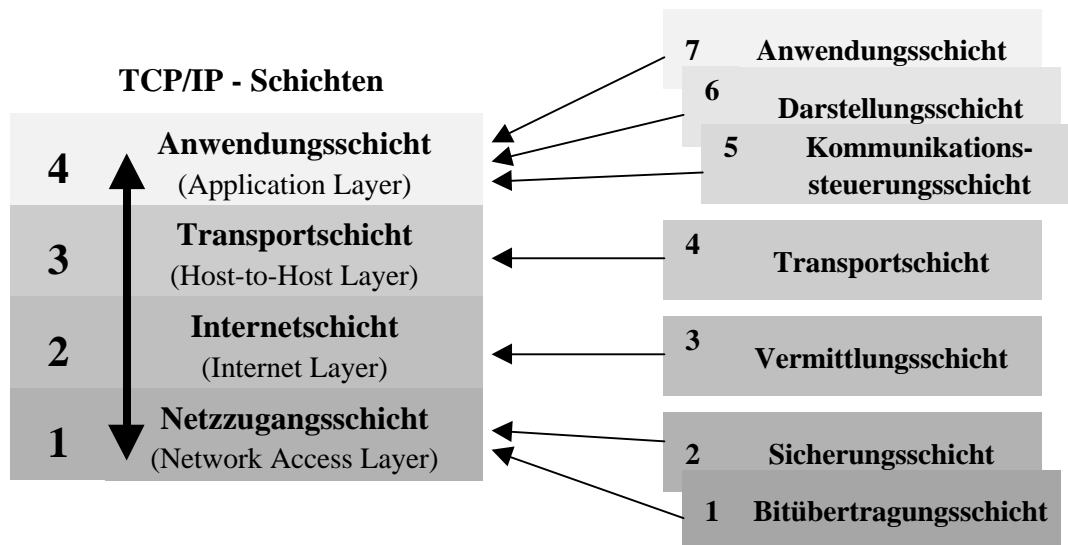 TCP/IP - Schichten
4
Anwendungsschicht
(Application Layer)
3
Transportschicht
(Host-to-Host Layer)
2
Internetschicht
(Internet Layer)
1
Netzzugangsschicht
(Network Access Layer)
7 Anwendungsschicht
6
Darstellungsschicht
5 Kommunikations-
steuerungsschicht
4
Transportschicht
3
Vermittlungsschicht
2 Sicherungsschicht
1 Bitübertragungsschicht